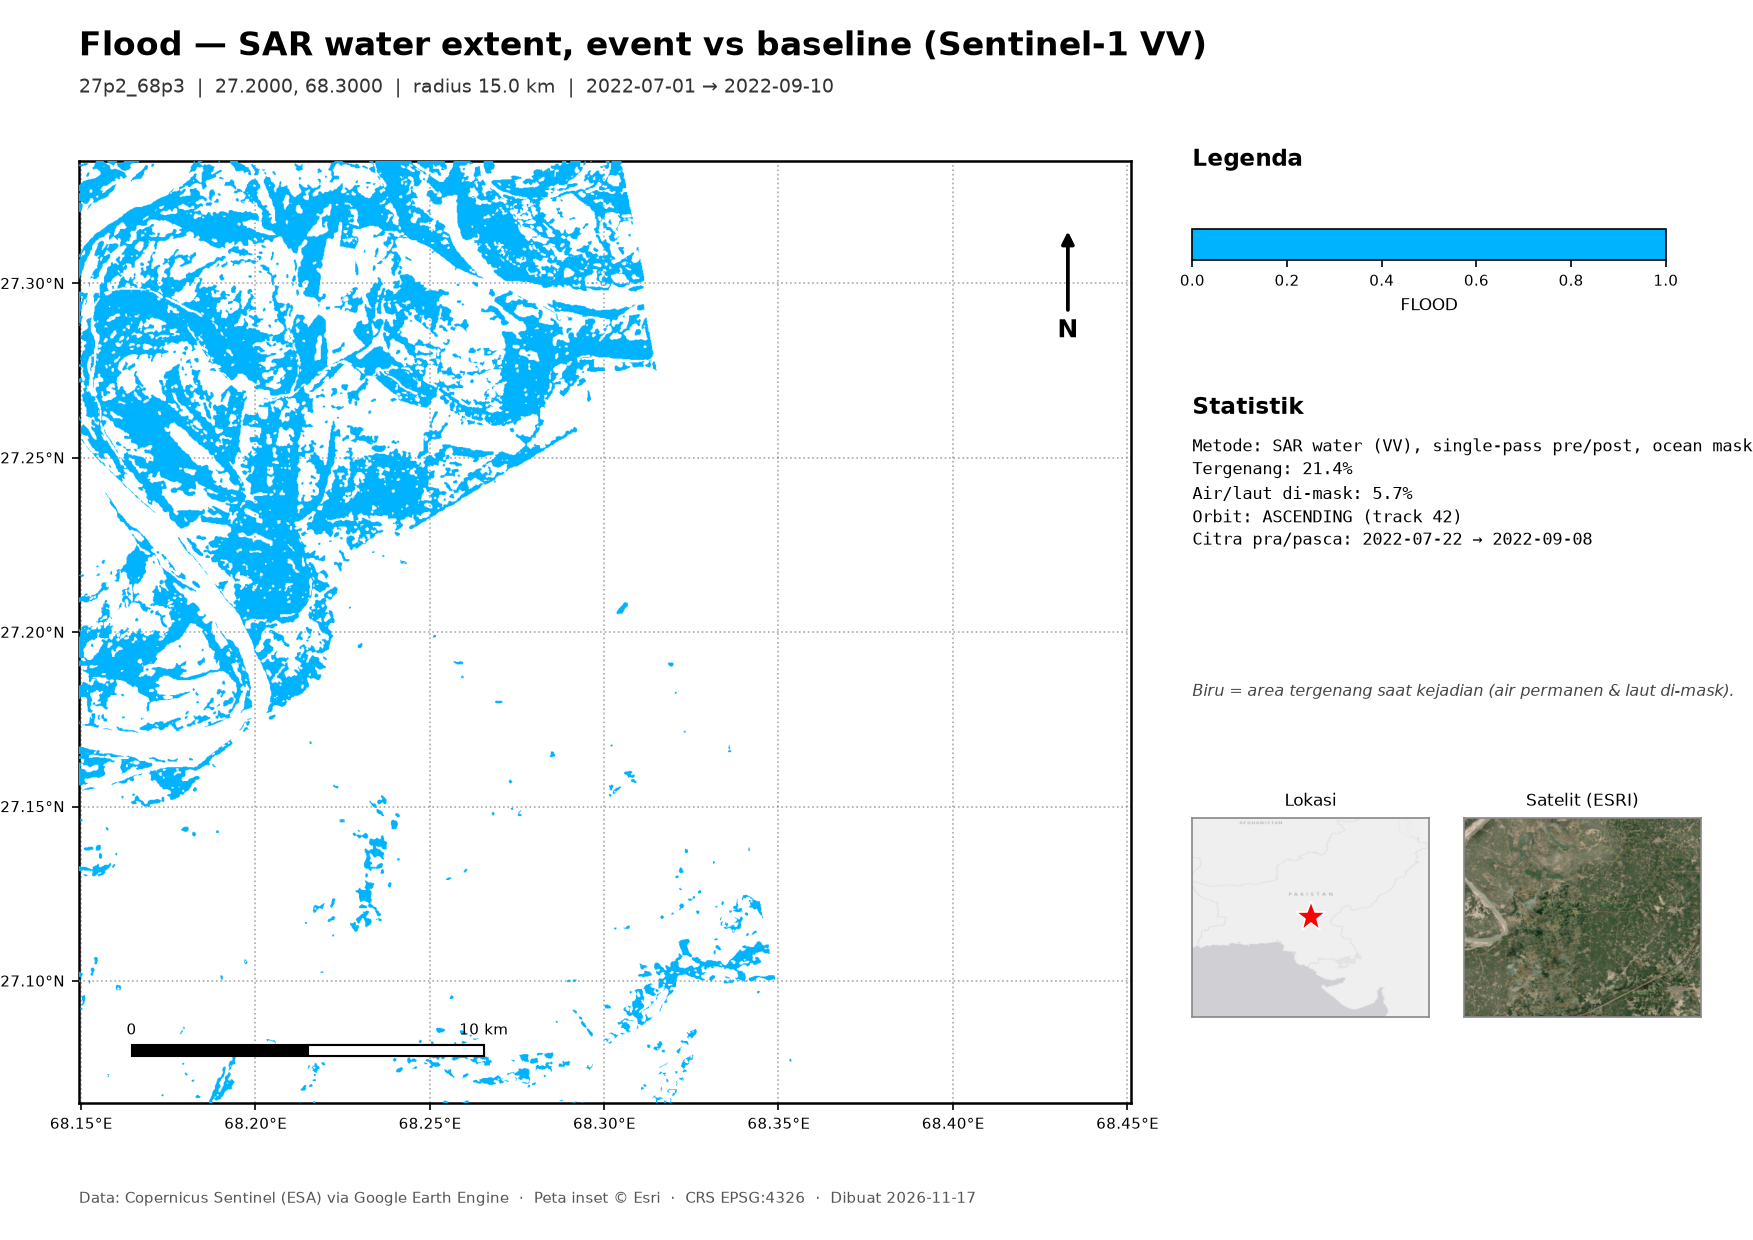 Flood — SAR water extent, event vs baseline (Sentinel-1 VV)
27p2_68p3 | 27.2000, 68.3000 | radius 15.0 km | 2022-07-01 → 2022-09-10
27.30°N
27.25°N
27.20°N
27.15°N
27.10°N
N
0
10 km
68.15°E
68.20°E
68.25°E
68.30°E
68.35°E
68.40°E
68.45°E
Legenda
0.0 0.2 0.4 0.6 0.8 1.0
FLOOD
Statistik
Metode: SAR water (VV), single-pass pre/post, ocean mask
Tergenang: 21.4%
Air/laut di-mask: 5.7%
Orbit: ASCENDING (track 42)
Citra pra/pasca: 2022-07-22 → 2022-09-08
Biru = area tergenang saat kejadian (air permanen & laut di-mask).
Lokasi
AFGHANISTAN
PAKISTAN
Satelit (ESRI)
Data: Copernicus Sentinel (ESA) via Google Earth Engine · Peta inset © Esri · CRS EPSG:4326 · Dibuat 2026-11-17